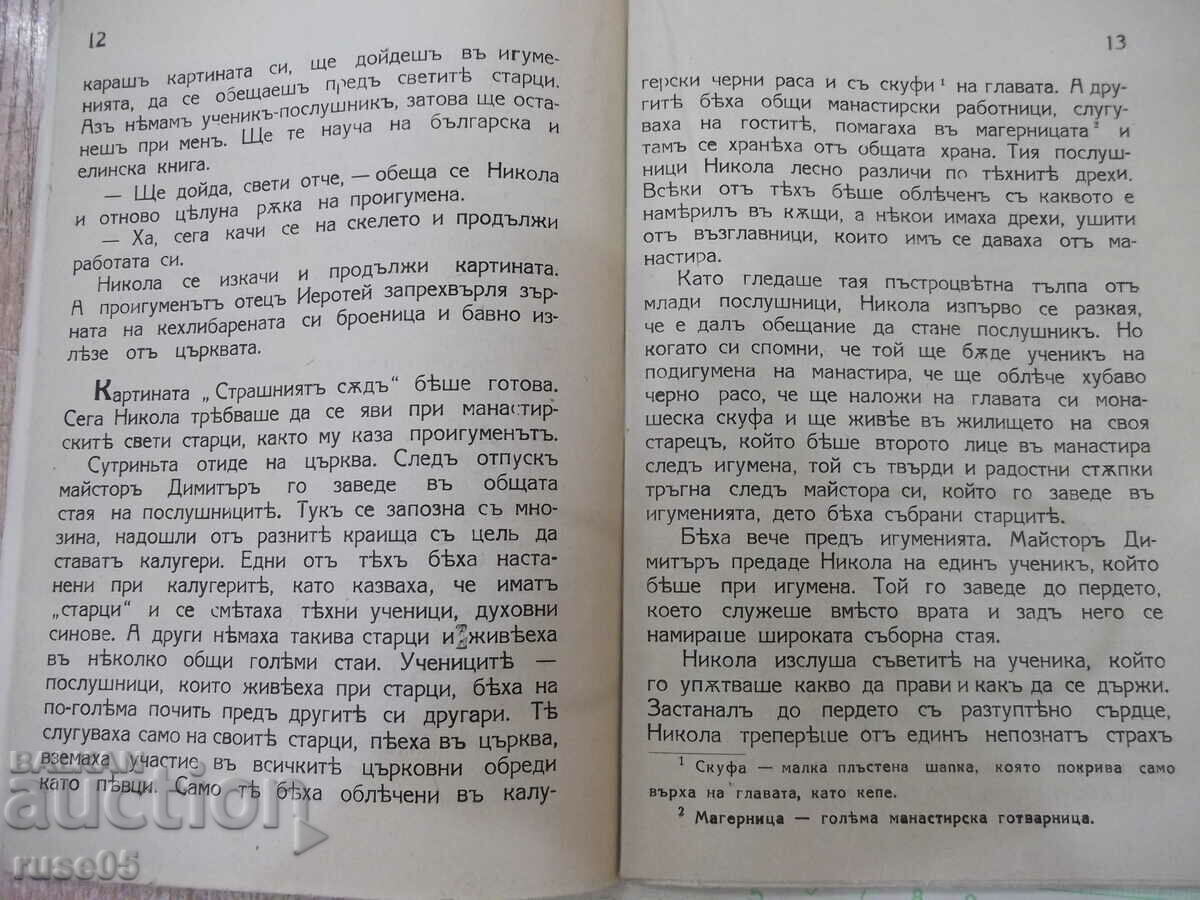 12
карашъ картината си, ще дойдешъ въ игуме-
нията, да се обещаешъ предъ светитѣ старци.
Азъ нѣмамъ ученикъ-послушникъ, затова ще оста-
нешъ при менъ. Ще те науча на българска и
елинска книга.
— Ще дойда, свети отче, — обеща се Никола
и отново цѣлуна рѫка на проигумена.
— Ха, сега качи се на скелето и продължи
работата си.
Никола се изкачи и продължи картината.
А проигуменътъ отецъ Иеротей запрехвърля зър-
ната на кехлибарената си броеница и бавно из-
лѣзе отъ църквата.
Картината „Страшниятъ сѫдъ“ бѣше готова.
Сега Никола трѣбваше да се яви при манастир-
скитѣ свети старци, както му каза проигуменътъ.
Сутриньта отиде на църква. Следъ отпускъ
майсторъ Димитъръ го заведе въ общата
стая на послушницитѣ. Тукъ се запозна съ мно-
зина, надошли отъ разнитѣ краища съ цель да
ставатъ калугери. Едни отъ тѣхъ бѣха наста-
нени при калугеритѣ, като казваха, че иматъ
„старци“ и се смѣтаха тѣхни ученици, духовни
синове. А други нѣмаха такива старци и живѣеха
въ нѣколко общи голѣми стаи. Ученицитѣ —
послушници, които живѣеха при старци, бѣха на
по-голѣма почить предъ другитѣ си другари. Тѣ
слугуваха само на своитѣ старци, пѣеха въ църква,
вземаха участие въ всичкитѣ църковни обреди
като пѣвци. Само тѣ бѣха облѣчени въ калу-
13
герски черни раса и съ скуфи¹ на главата. А дру-
гитѣ бѣха общи манастирски работници, слугу-
ваха на гоститѣ, помагаха въ магерницата² и
тамъ се хранѣха отъ общата храна. Тия послуш-
ници Никола лесно различи по тѣхнитѣ дрехи.
Всѣки отъ тѣхъ бѣше облѣченъ съ каквото е
намѣрилъ въ кѫщи, а нѣкои имаха дрехи, ушити
отъ възглавници, които имъ се даваха отъ ма-
настира.
Като гледаше тая пъстроцвѣтна тълпа отъ
млади послушници, Никола изпърво се разкая,
че е далъ обещание да стане послушникъ. Но
когато си спомни, че той ще бѫде ученикъ на
подигумена на манастира, че ще облѣче хубаво
черно расо, че ще наложи на главата си мона-
шеска скуфа и ще живѣе въ жилището на своя
старецъ, който бѣше второто лице въ манастира
следъ игумена, той съ твърди и радостни стѫпки
тръгна следъ майстора си, който го заведе въ
игуменията, дето бѣха събрани старцитѣ.
Бѣха вече предъ игуменията. Майсторъ Ди-
митъръ предаде Никола на единъ ученикъ, който
бѣше при игумена. Той го заведе до пердето,
което служеше вмѣсто врата и задъ него се
намираше широката съборна стая.
Никола изслуша съветитѣ на ученика, който
го упѫтваше какво да прави и какъ да се държи.
Застаналъ до пердето съ разтуптѣно сърдце,
Никола треперѣше отъ единъ непознатъ страхъ
¹ Скуфа — малка плъстена шапка, която покрива само
върха на главата, като кепе.
² Магерница — голѣма манастирска готварница.
БАЛКАН
auction
ruse05